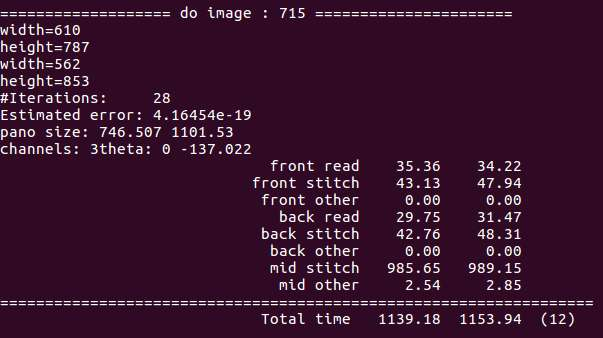 =================== do image : 715 ======================
width=610
height=787
width=562
height=853
#Iterations:     28
Estimated error: 4.16454e-19
pano size: 746.507 1101.53
channels: 3theta: 0 -137.022
front read    35.36    34.22
front stitch    43.13    47.94
front other    0.00    0.00
back read    29.75    31.47
back stitch    42.76    48.31
back other    0.00    0.00
mid stitch    985.65    989.15
mid other    2.54    2.85
==================================================================
Total time    1139.18    1153.94    (12)